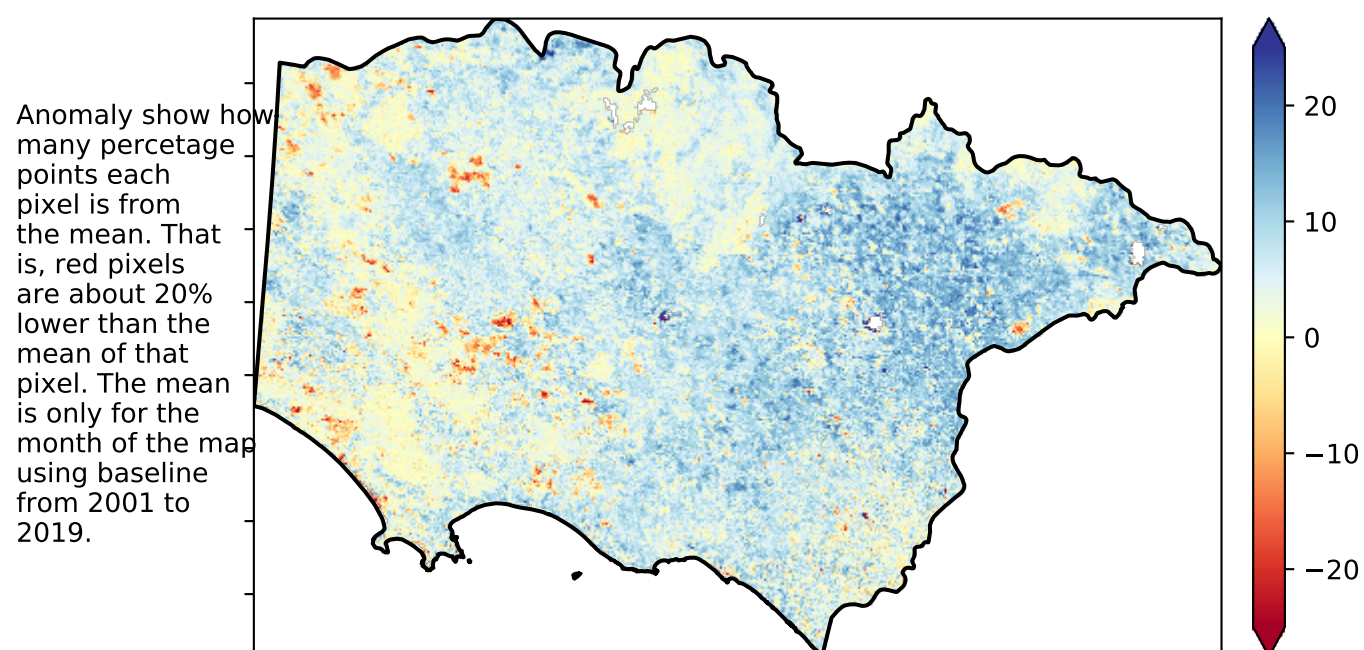 Anomaly show how
many percetage
points each
pixel is from
the mean. That
is, red pixels
are about 20%
lower than the
mean of that
pixel. The mean
is only for the
month of the map
using baseline
from 2001 to
2019.
20
10
0
−10
−20